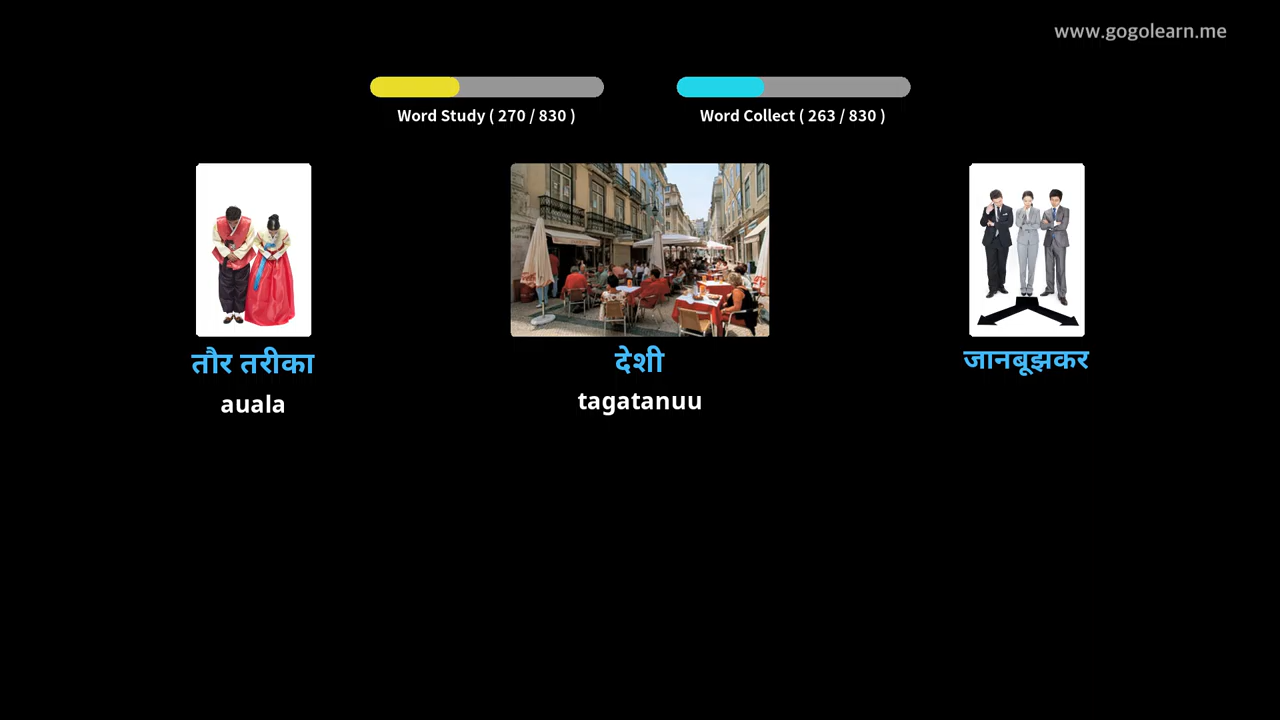 www.gogolearn.me
Word Study ( 270 / 830 )
Word Collect ( 263 / 830 )
तौर तरीका
देशी
जानबूझकर
auala
tagatanuu